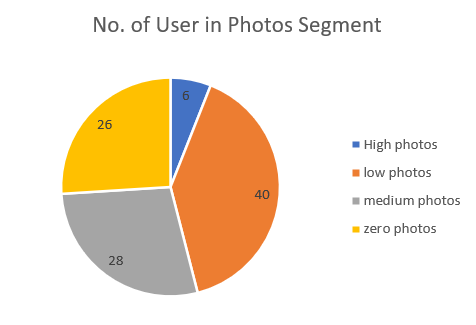 No. of User in Photos Segment
6
26
40
28
High photos
low photos
medium photos
zero photos